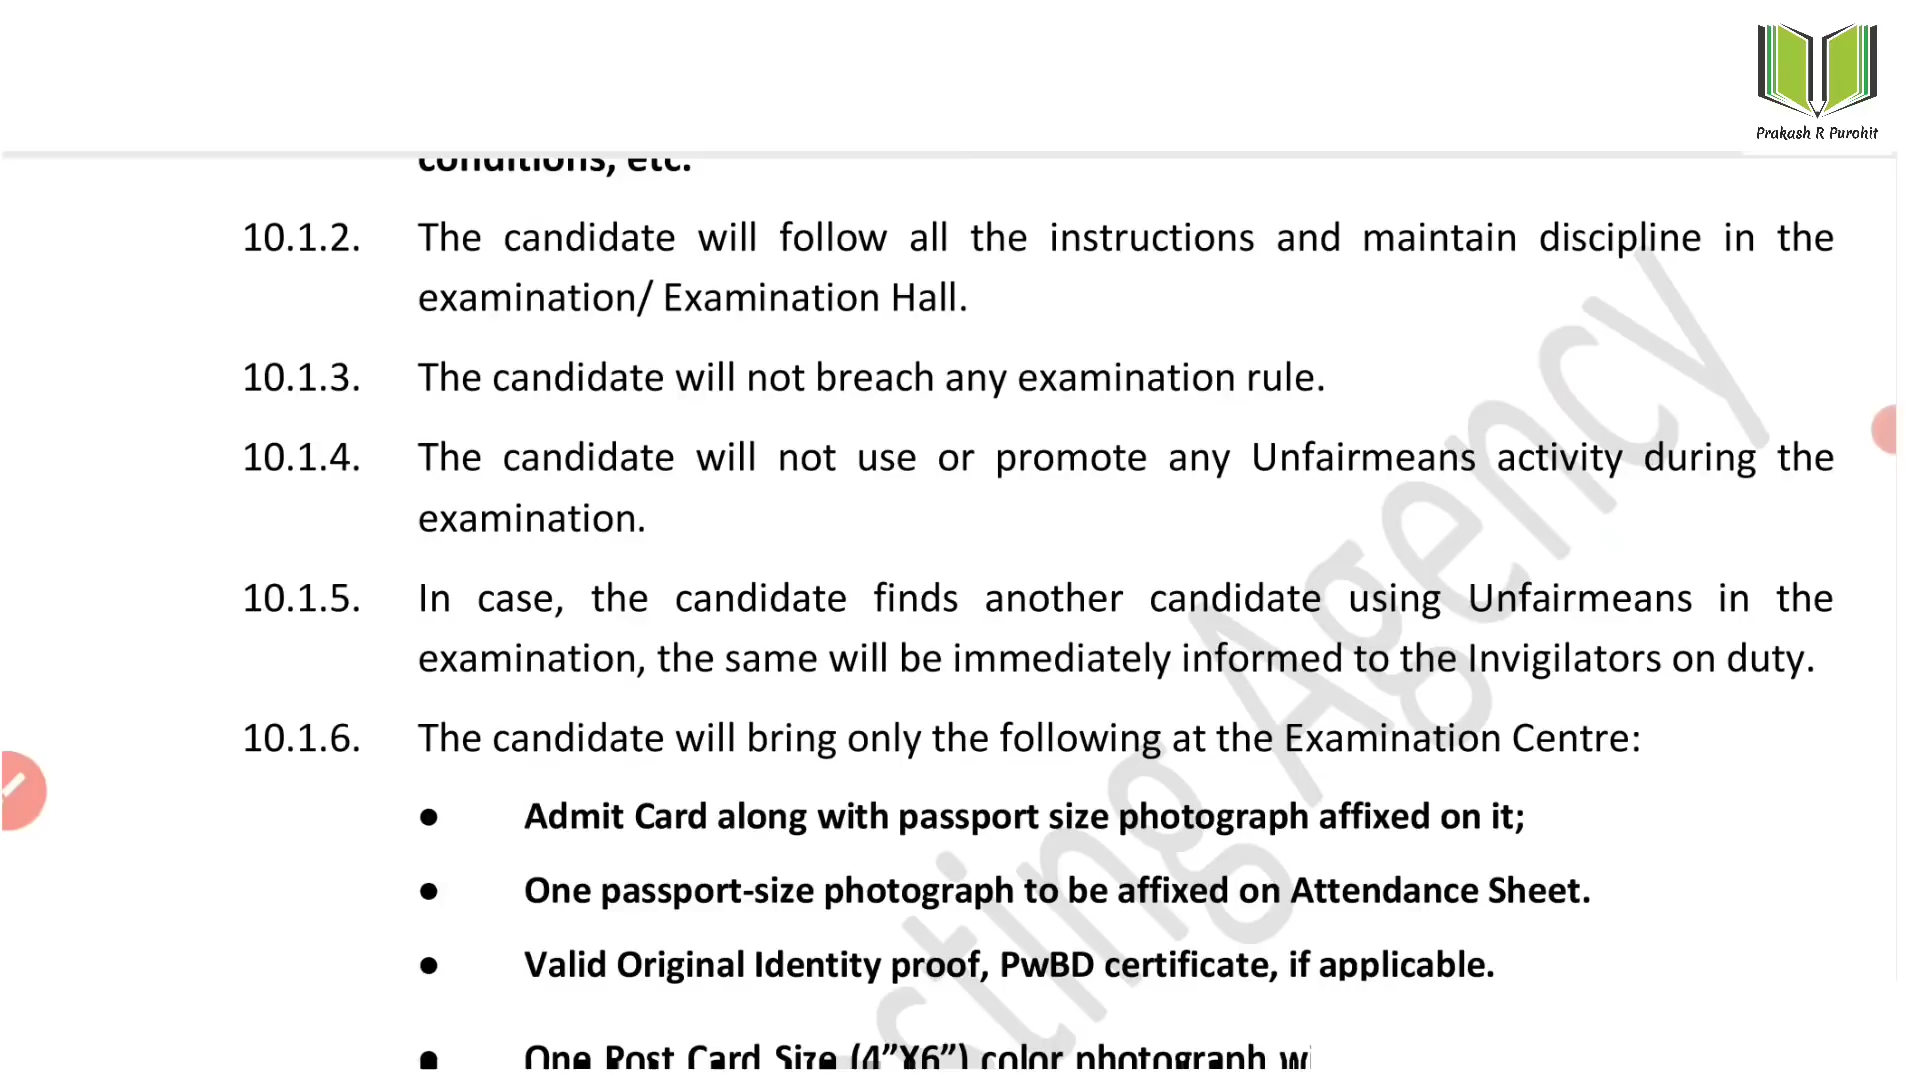 Prakash R Purohit
conditions, etc.
10.1.2. The candidate will follow all the instructions and maintain discipline in the
examination/ Examination Hall.
10.1.3. The candidate will not breach any examination rule.
10.1.4. The candidate will not use or promote any Unfairmeans activity during the
examination.
10.1.5. In case, the candidate finds another candidate using Unfairmeans in the
examination, the same will be immediately informed to the Invigilators on duty.
10.1.6. The candidate will bring only the following at the Examination Centre:
● Admit Card along with passport size photograph affixed on it;
● One passport-size photograph to be affixed on Attendance Sheet.
● Valid Original Identity proof, PwBD certificate, if applicable.
● One Post Card Size (4”X6”) color photograph
sting Agency